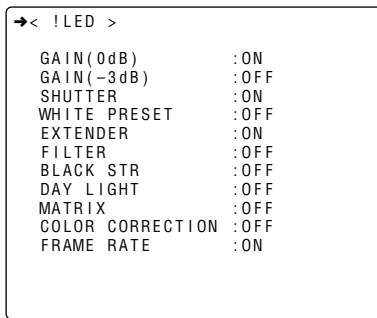 ➔< !LED >
GAIN(0dB) :ON
GAIN(–3dB) :OFF
SHUTTER :ON
WHITE PRESET :OFF
EXTENDER :ON
FILTER :OFF
BLACK STR :OFF
DAY LIGHT :OFF
MATRIX :OFF
COLOR CORRECTION :OFF
FRAME RATE :ON